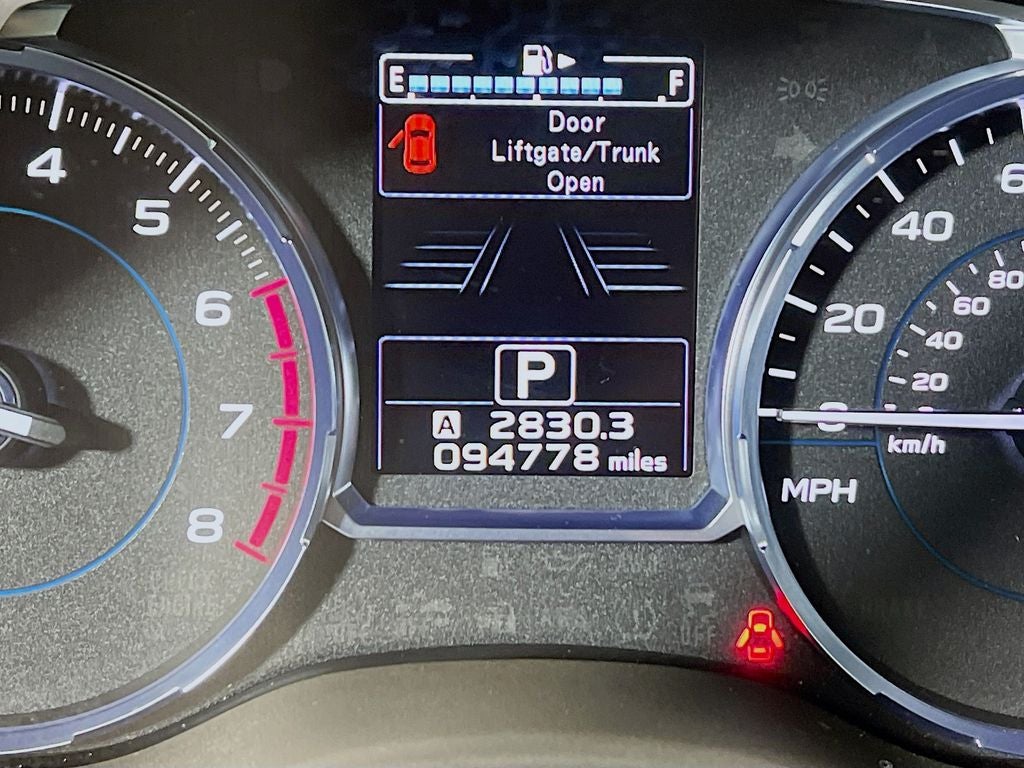 E F
Door
Liftgate/Trunk
Open
4
5
6
7
8
P
A 2830.3
094778 miles
40
20
0
80
60
40
20
km/h
MPH
OFF